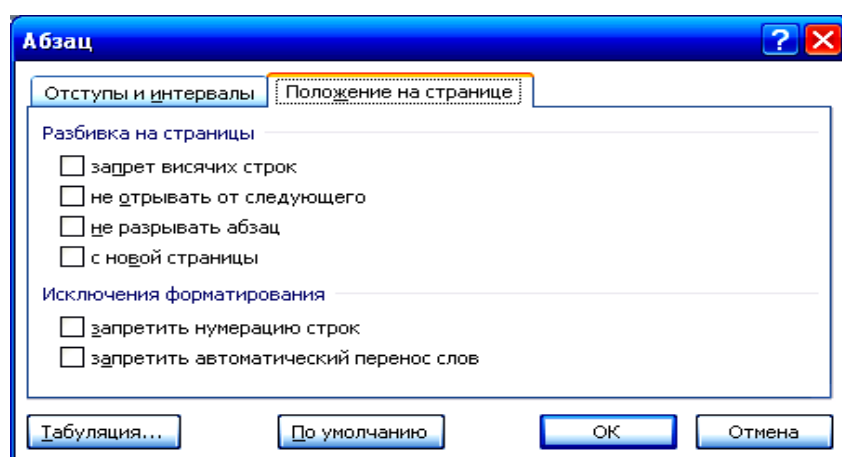 Абзац
Отступы и интервалы Положение на странице
Разбивка на страницы
запрет висячих строк
не отрывать от следующего
не разрывать абзац
с новой страницы
Исключения форматирования
запретить нумерацию строк
запретить автоматический перенос слов
Табуляция... По умолчанию ОК Отмена